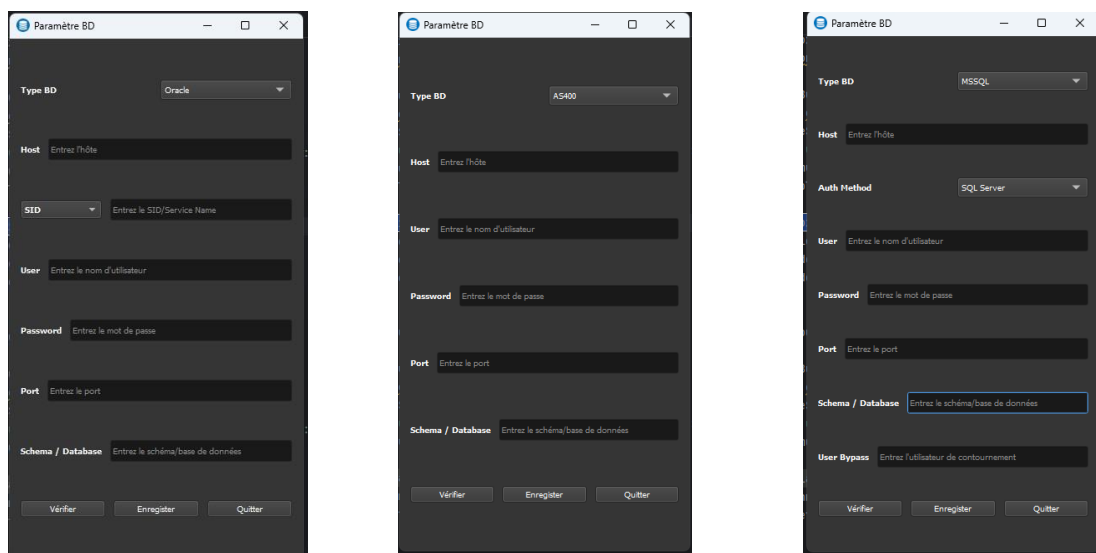 Paramètre BD
Type BD Oracle
Host Entrez l'hôte
SID Entrez le SID/Service Name
User Entrez le nom d'utilisateur
Password Entrez le mot de passe
Port Entrez le port
Schema / Database Entrez le schéma/base de données
Vérifier Enregister Quitter
Paramètre BD
Type BD AS400
Host Entrez l'hôte
User Entrez le nom d'utilisateur
Password Entrez le mot de passe
Port Entrez le port
Schema / Database Entrez le schéma/base de données
Vérifier Enregister Quitter
Paramètre BD
Type BD MSSQL
Host Entrez l'hôte
Auth Method SQL Server
User Entrez le nom d'utilisateur
Password Entrez le mot de passe
Port Entrez le port
Schema / Database Entrez le schéma/base de données
User Bypass Entrez l'utilisateur de contournement
Vérifier Enregister Quitter